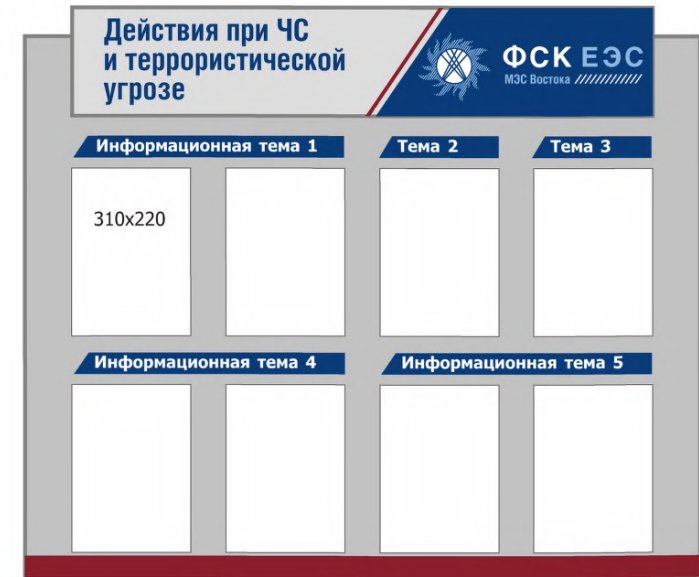 Действия при ЧС
и террористической
угрозе
ФСК ЕЭС
МЭС Востока
Информационная тема 1
Тема 2
Тема 3
310x220
Информационная тема 4
Информационная тема 5